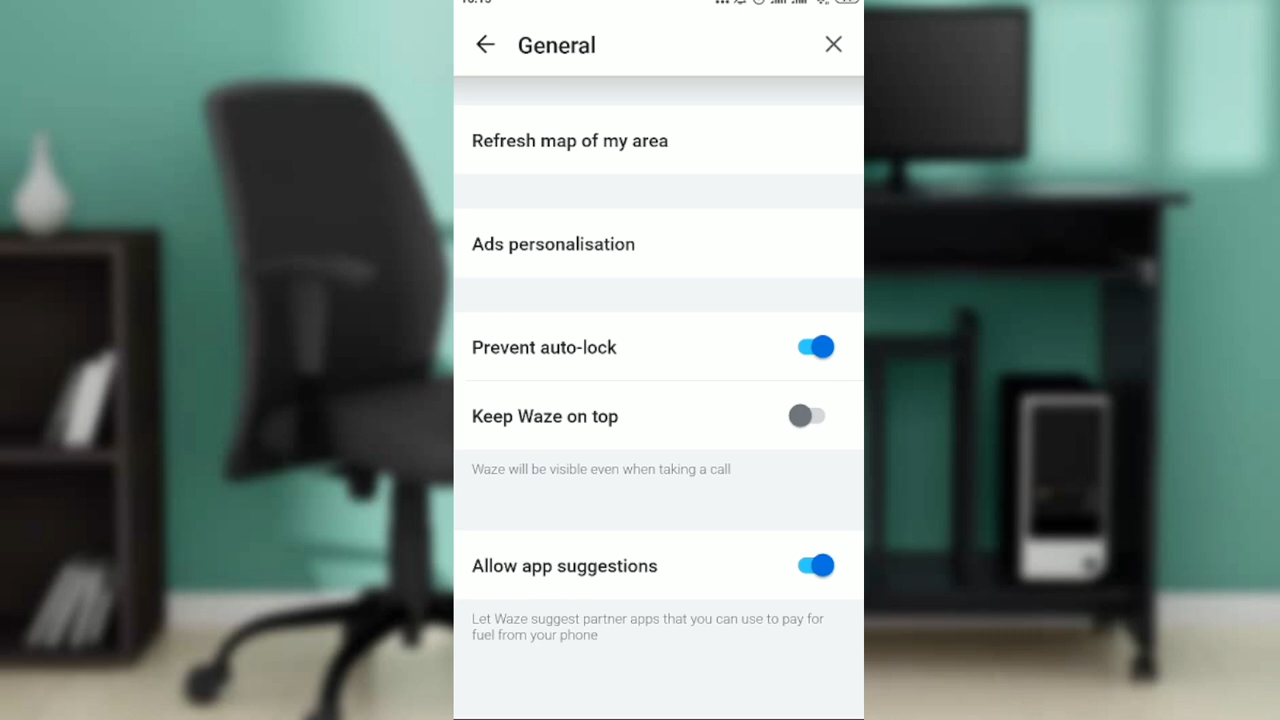 General
Refresh map of my area
Ads personalisation
Prevent auto-lock
Keep Waze on top
Waze will be visible even when taking a call
Allow app suggestions
Let Waze suggest partner apps that you can use to pay for
fuel from your phone